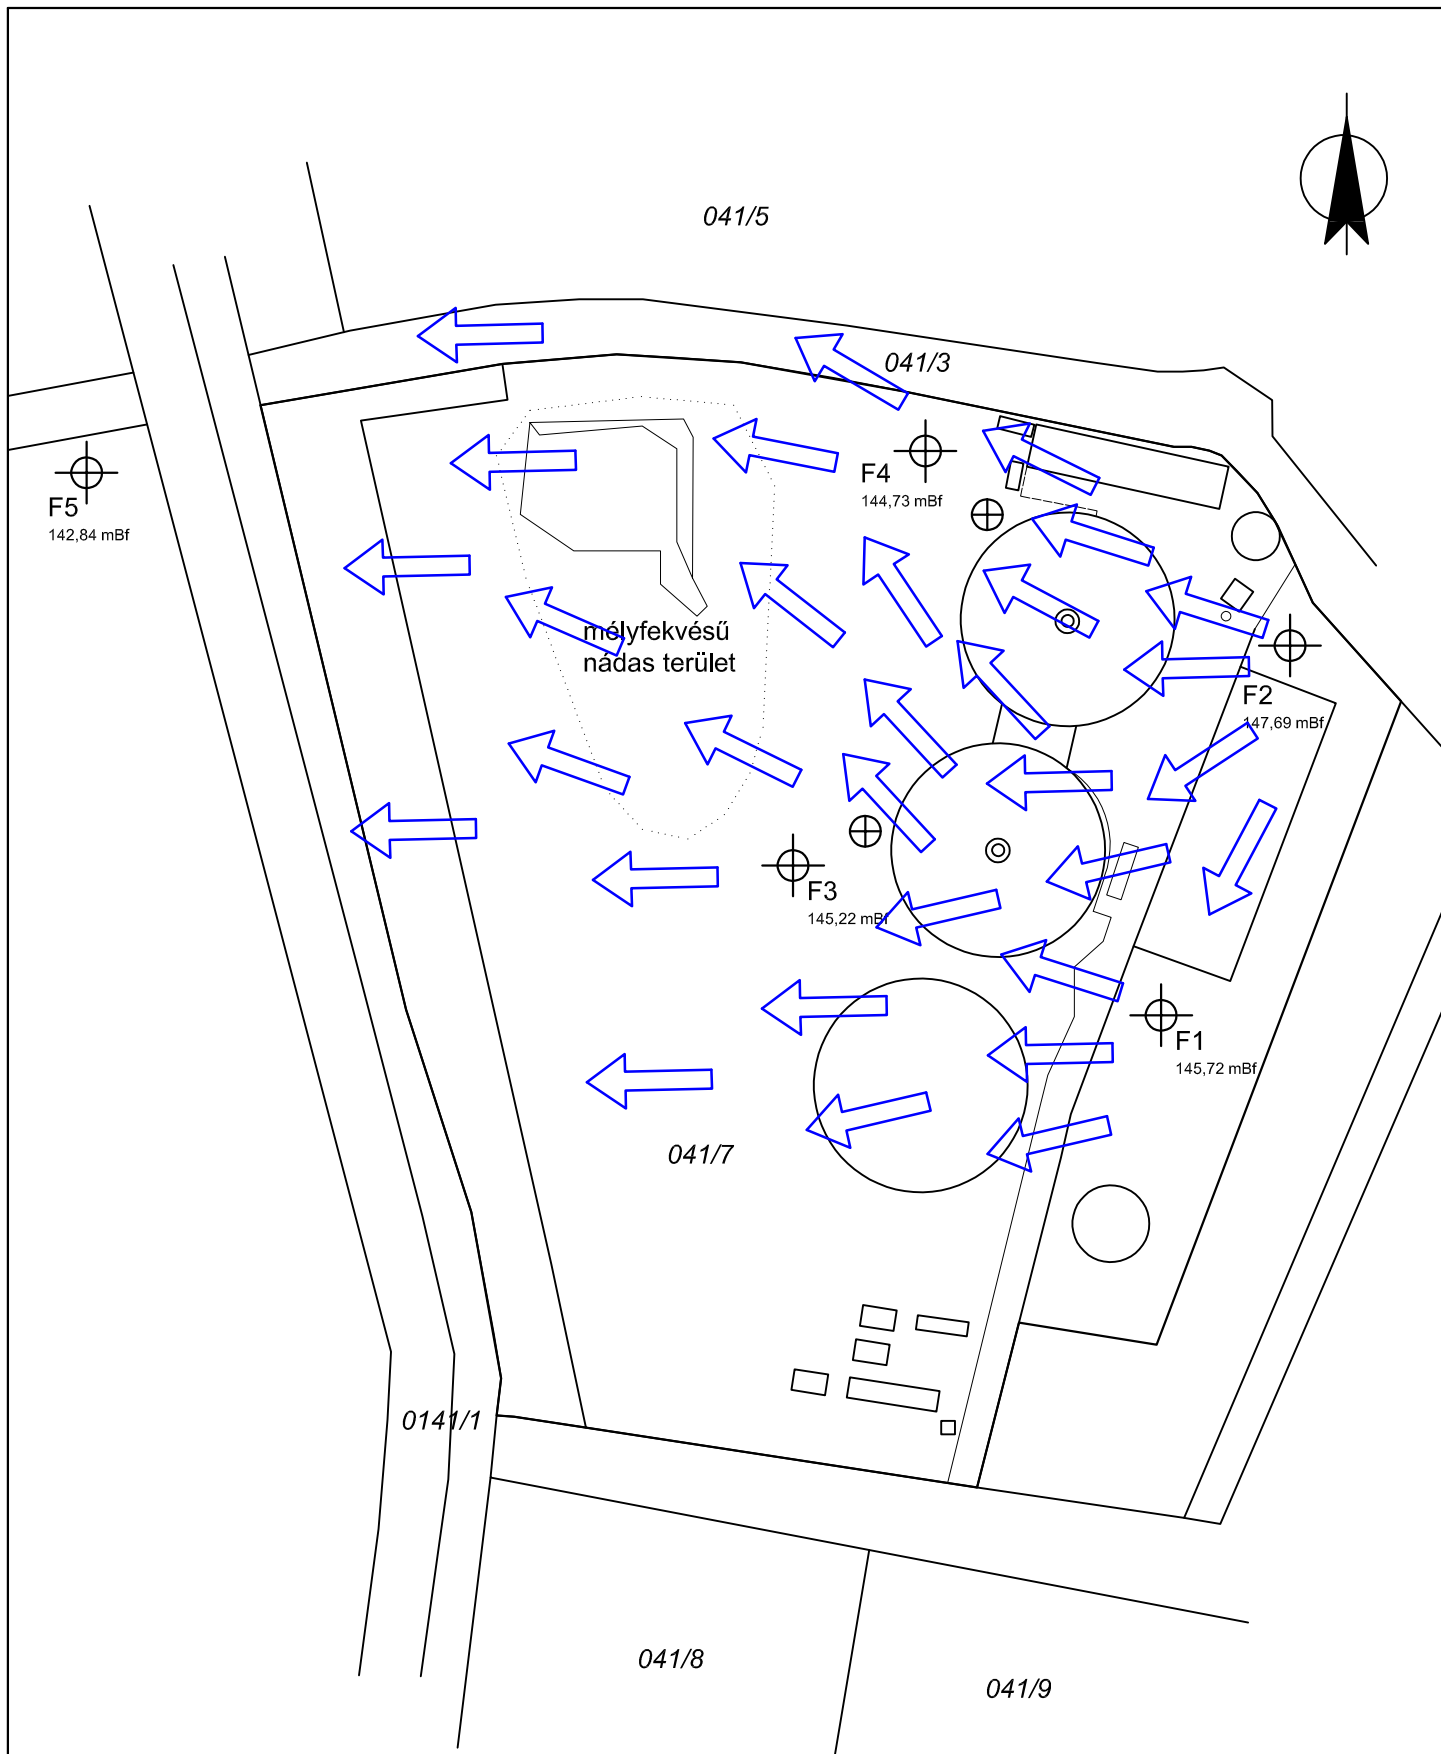 041/5
041/3
F4
144,73 mBf
F5
142,84 mBf
mélyfekvésű
nádas terület
F2
147,69 mBf
F3
145,22 mBf
F1
145,72 mBf
041/7
0141/1
041/8
041/9